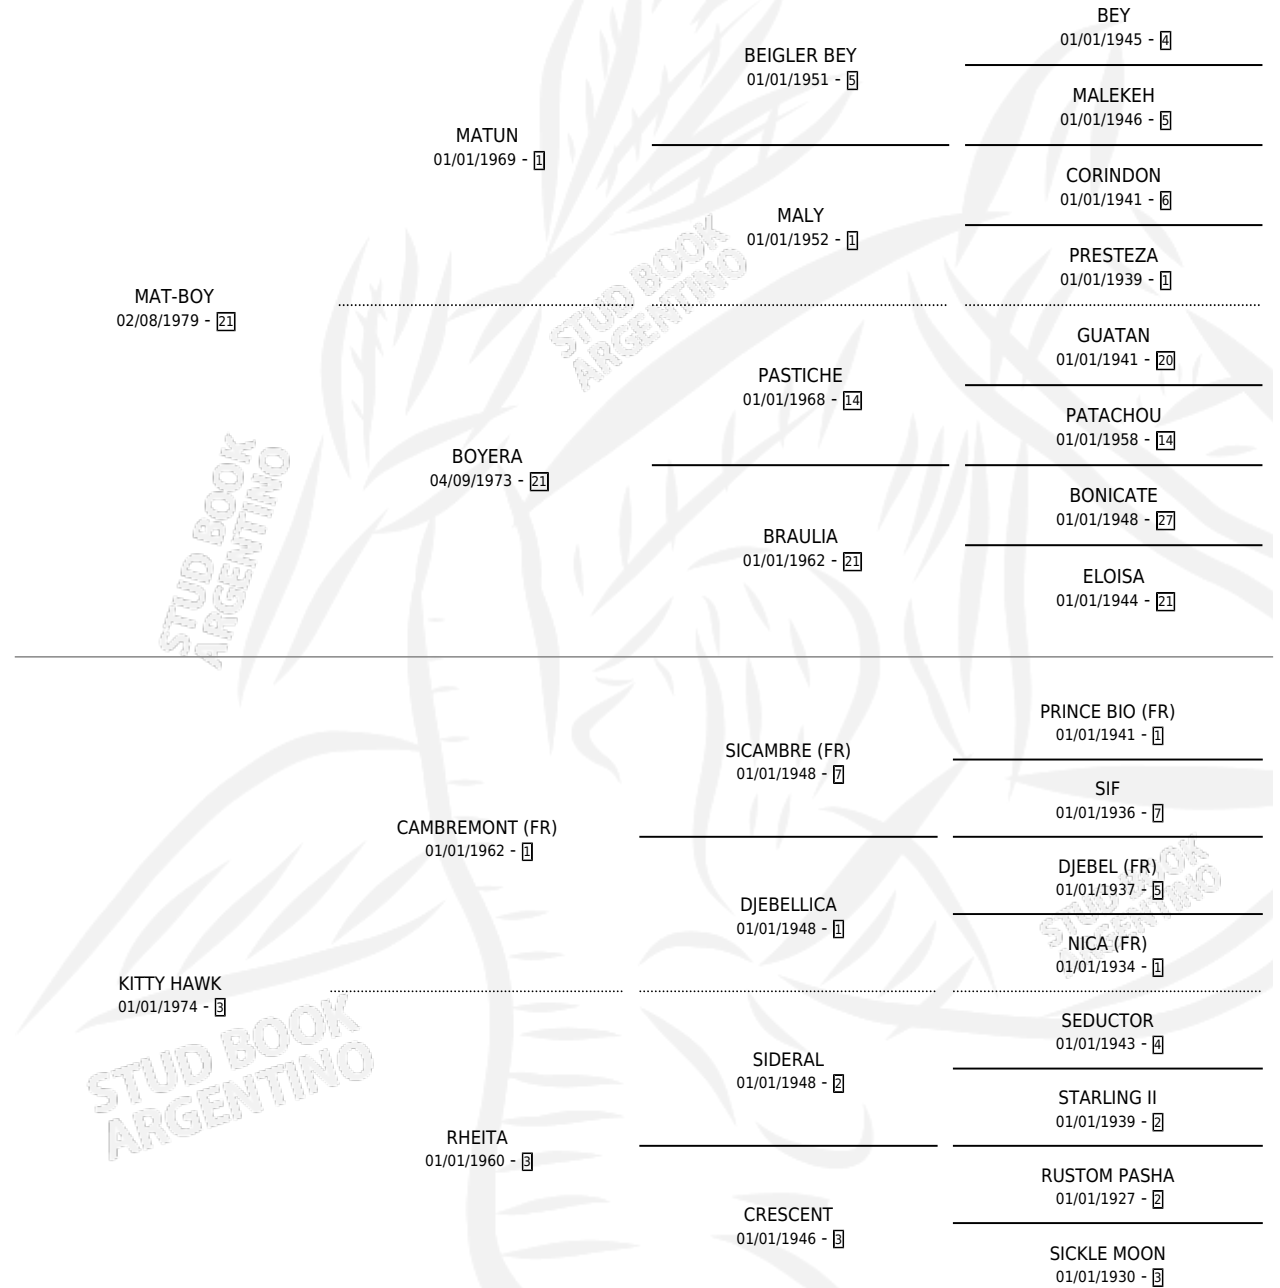 BEY
01/01/1945 - 4
BEIGLER BEY
01/01/1951 - 5
MALEKEH
01/01/1946 - 5
MATUN
01/01/1969 - 1
CORINDON
01/01/1941 - 6
MALY
01/01/1952 - 1
PRESTEZA
01/01/1939 - 1
MAT-BOY
02/08/1979 - 21
STUD BOOK
ARGENTINO
GUATAN
01/01/1941 - 20
PASTICHE
01/01/1968 - 14
PATACHOU
01/01/1958 - 14
BOYERA
04/09/1973 - 21
BONICATE
01/01/1948 - 27
BRAULIA
01/01/1962 - 21
ELOISA
01/01/1944 - 21
STUD BOOK
ARGENTINO
PRINCE BIO (FR)
01/01/1941 - 1
SICAMBRE (FR)
01/01/1948 - 7
SIF
01/01/1936 - 7
CAMBREMONT (FR)
01/01/1962 - 1
DJEBEL (FR)
01/01/1937 - 5
DJEBELLICA
01/01/1948 - 1
STUD BOOK
ARGENTINO
NICA (FR)
01/01/1934 - 1
KITTY HAWK
01/01/1974 - 3
SEDUCTOR
01/01/1943 - 4
SIDERAL
01/01/1948 - 2
STARLING II
01/01/1939 - 2
STUD BOOK
ARGENTINO
RHEITA
01/01/1960 - 3
RUSTOM PASHA
01/01/1927 - 2
CRESCENT
01/01/1946 - 3
SICKLE MOON
01/01/1930 - 3